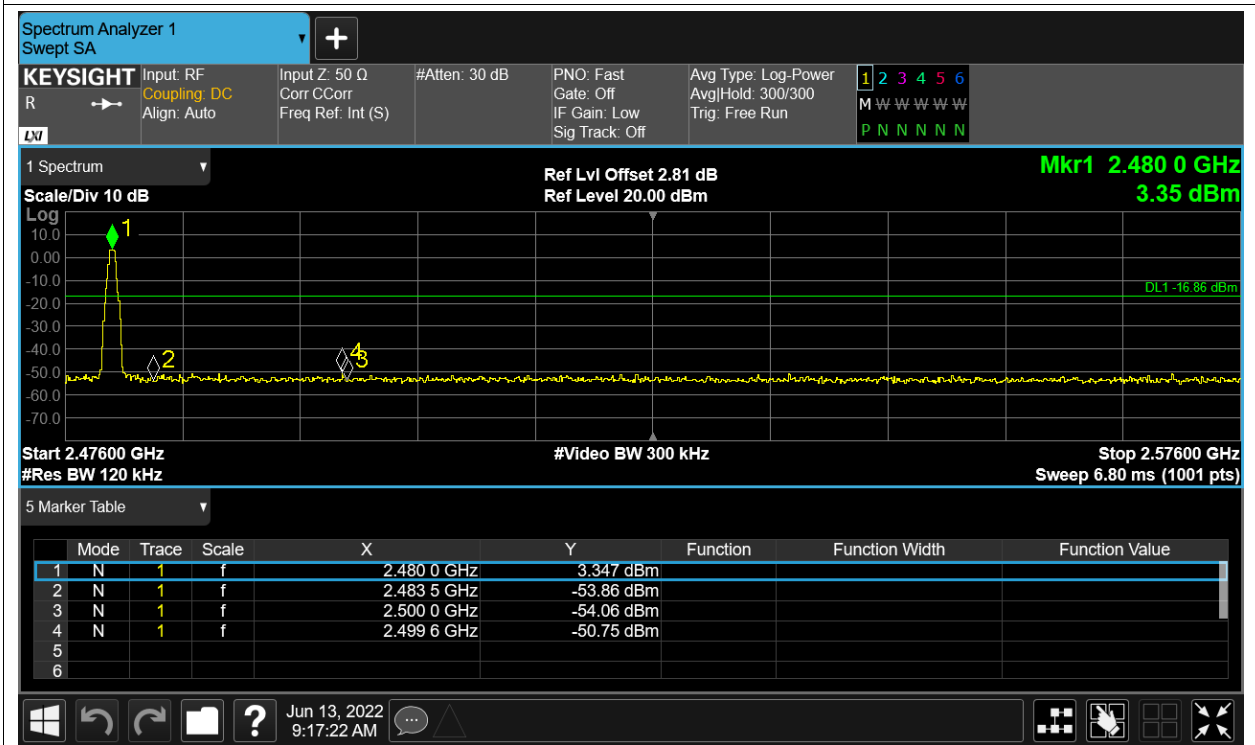 Spectrum Analyzer 1
Swept SA
KEYSIGHT
R
LXI
Input: RF
Coupling: DC
Align: Auto
Input Z: 50 Ω
Corr CCorr
Freq Ref: Int (S)
#Atten: 30 dB
PNO: Fast
Gate: Off
IF Gain: Low
Sig Track: Off
Avg Type: Log-Power
Avg|Hold: 300/300
Trig: Free Run
1 2 3 4 5 6
M W W W W W
P N N N N N
1 Spectrum
Scale/Div 10 dB
Ref Lvl Offset 2.81 dB
Ref Level 20.00 dBm
Mkr1 2.480 0 GHz
3.35 dBm
Log
10.0
0.00
-10.0
-20.0
-30.0
-40.0
-50.0
-60.0
-70.0
1
2
4
3
DL1 -16.86 dBm
Start 2.47600 GHz
#Res BW 120 kHz
#Video BW 300 kHz
Stop 2.57600 GHz
Sweep 6.80 ms (1001 pts)
5 Marker Table
Mode Trace Scale X Y Function Function Width Function Value
1 N 1 f 2.480 0 GHz 3.347 dBm
2 N 1 f 2.483 5 GHz -53.86 dBm
3 N 1 f 2.500 0 GHz -54.06 dBm
4 N 1 f 2.499 6 GHz -50.75 dBm
5
6
?
Jun 13, 2022
9:17:22 AM